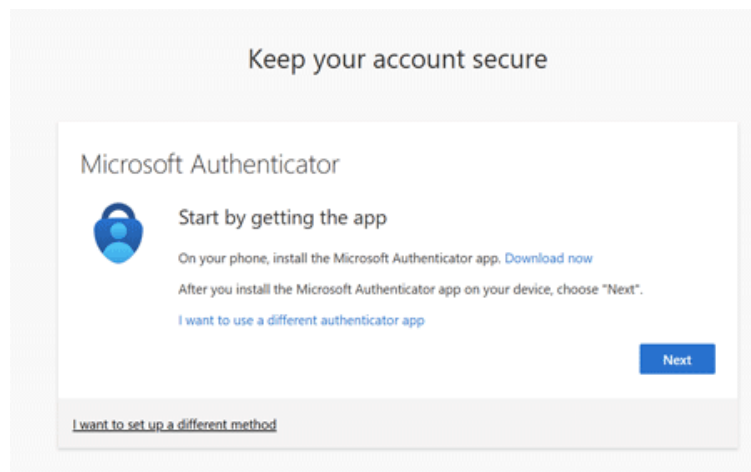 Keep your account secure
Microsoft Authenticator
Start by getting the app
On your phone, install the Microsoft Authenticator app. Download now
After you install the Microsoft Authenticator app on your device, choose "Next".
I want to use a different authenticator app
Next
I want to set up a different method